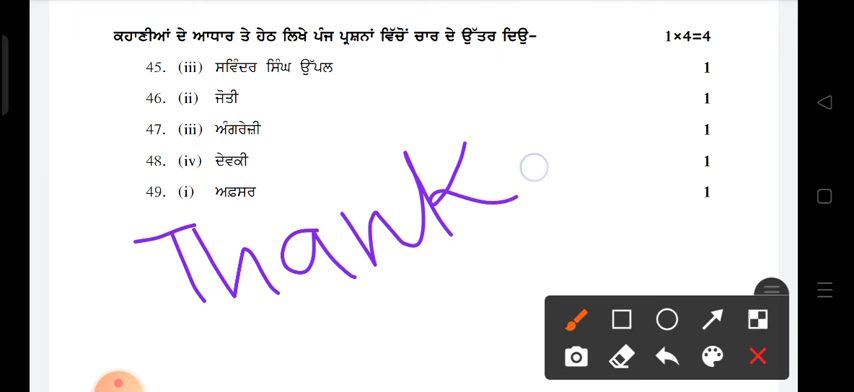 ਕਹਾਣੀਆਂ ਦੇ ਆਧਾਰ ਤੇ ਹੇਠ ਲਿਖੇ ਪੰਜ ਪ੍ਰਸ਼ਨਾਂ ਵਿੱਚੋਂ ਚਾਰ ਦੇ ਉੱਤਰ ਦਿਉ– 1×4=4
45. (iii) ਸਵਿੰਦਰ ਸਿੰਘ ਉੱਪਲ 1
46. (ii) ਜੋਤੀ 1
47. (iii) ਅੰਗਰੇਜ਼ੀ 1
48. (iv) ਦੇਵਕੀ 1
49. (i) ਅਫ਼ਸਰ 1
Thank